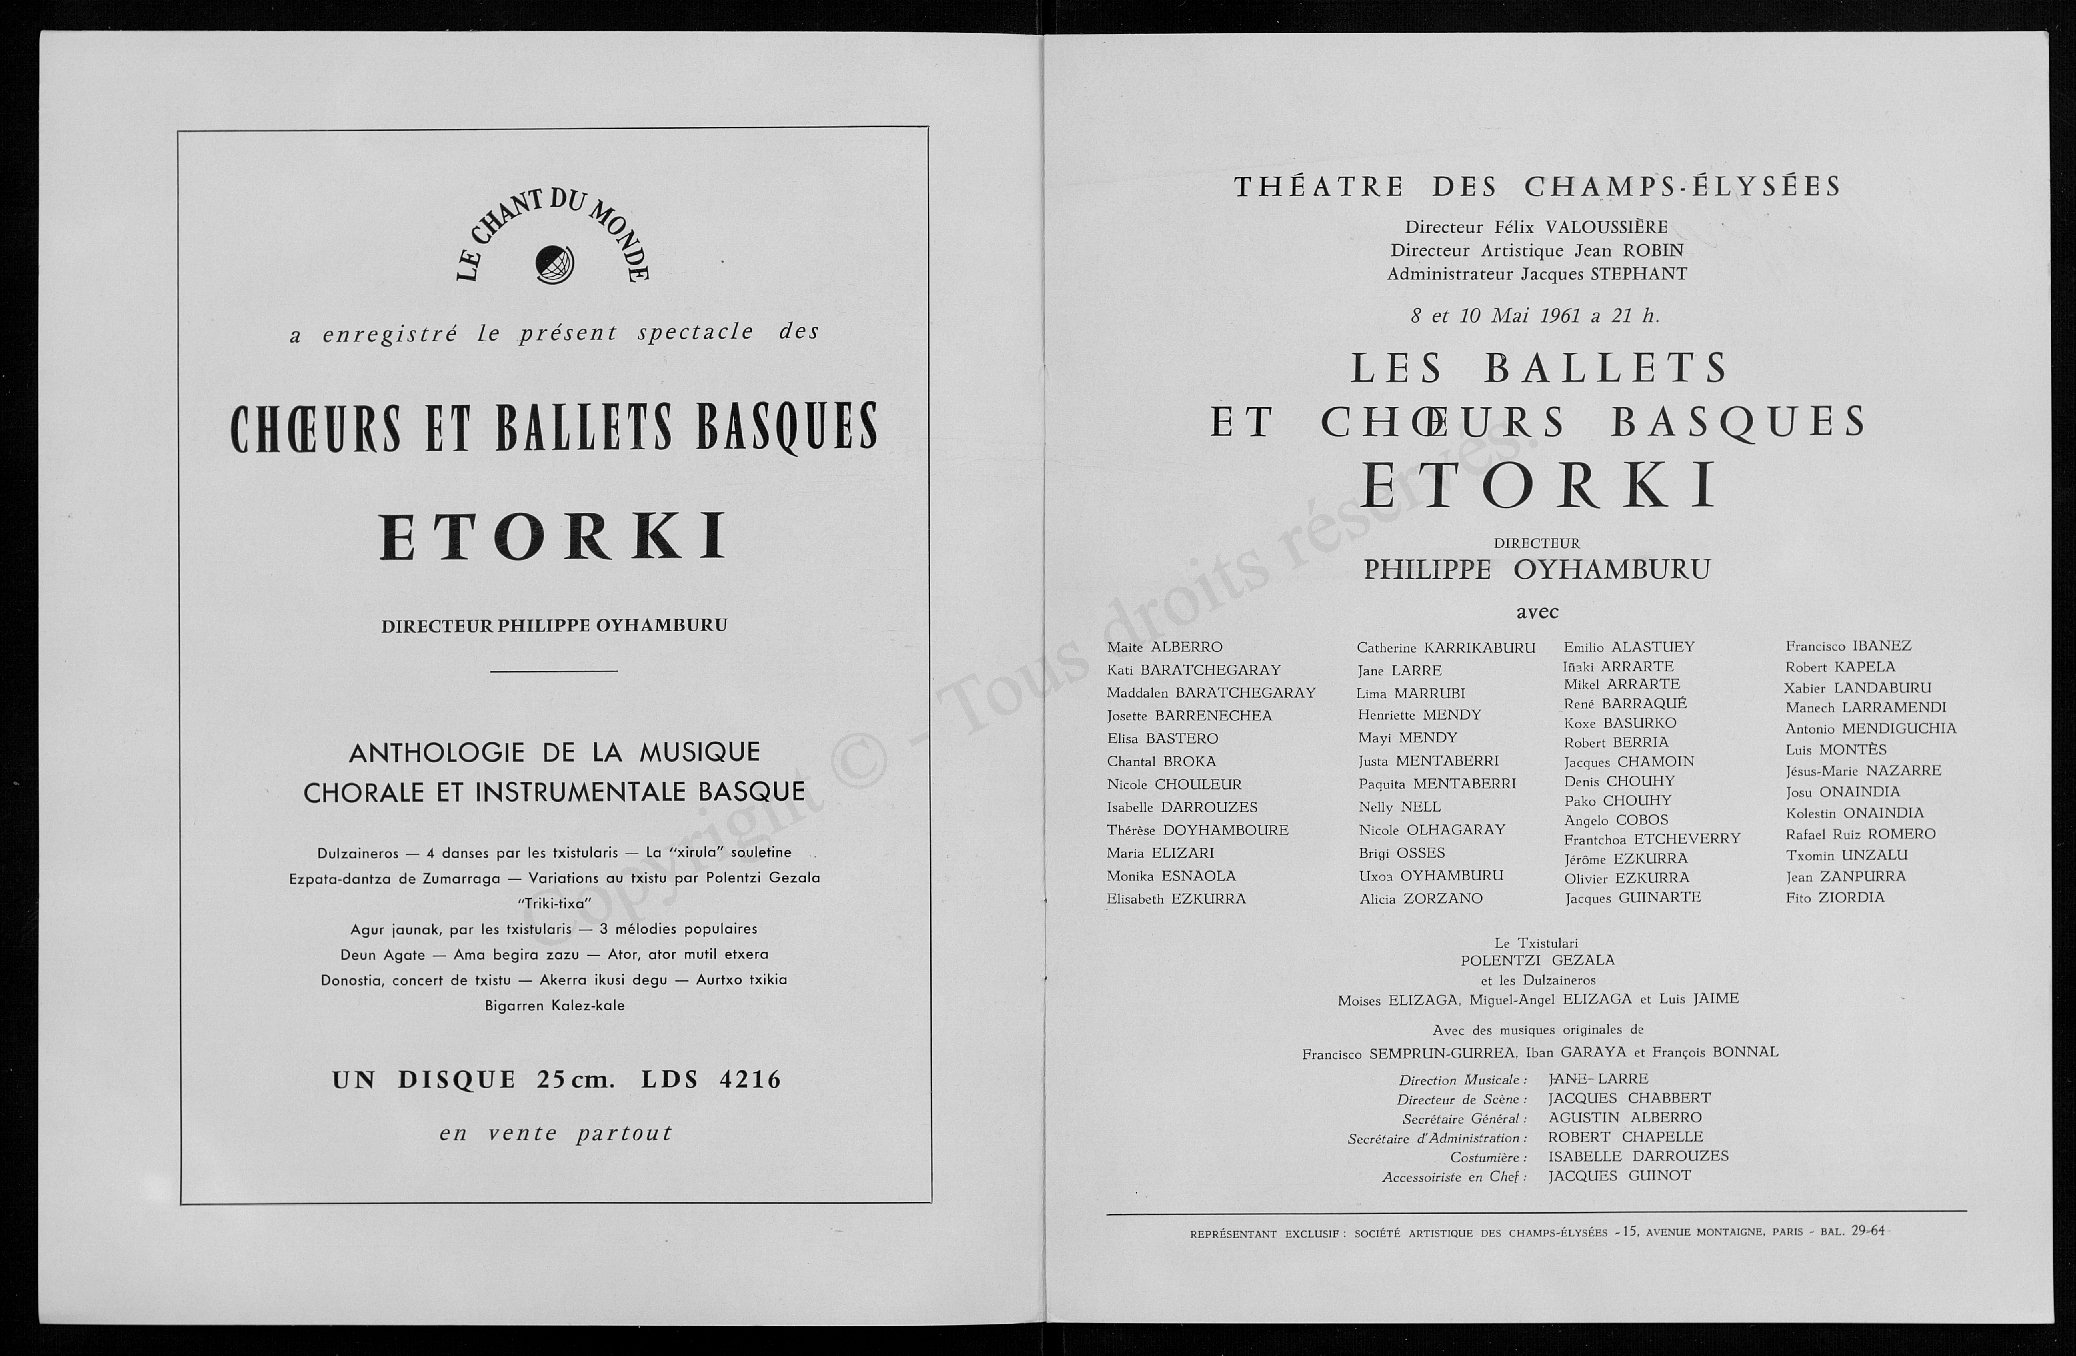 LE CHANT DU MONDE
a enregistré le présent spectacle des
CHŒURS ET BALLETS BASQUES
ETORKI
DIRECTEUR PHILIPPE OYHAMBURU
ANTHOLOGIE DE LA MUSIQUE
CHORALE ET INSTRUMENTALE BASQUE
Dulzaineros — 4 danses par les txistularis — La “xirula” souletine
Ezpata-dantza de Zumarraga — Variations au txistu par Polentzi Gezala
“Triki-tixa”
Agur jaunak, par les txistularis — 3 mélodies populaires
Deun Agate — Ama begira zazu — Ator, ator mutil etxera
Donostia, concert de txistu — Akerra ikusi degu — Aurtxo txikia
Bigarren Kalez-kale
UN DISQUE 25 cm. LDS 4216
en vente partout
THÉATRE DES CHAMPS-ÉLYSÉES
Directeur Félix VALOUSSIÈRE
Directeur Artistique Jean ROBIN
Administrateur Jacques STEPHANT
8 et 10 Mai 1961 a 21 h.
LES BALLETS
ET CHŒURS BASQUES
ETORKI
DIRECTEUR
PHILIPPE OYHAMBURU
avec
Maite ALBERRO
Kati BARATCHEGARAY
Maddalen BARATCHEGARAY
Josette BARRENECHEA
Elisa BASTERO
Chantal BROKA
Nicole CHOULEUR
Isabelle DARROUZES
Thérèse DOYHAMBOURE
Maria ELIZARI
Monika ESNAOLA
Elisabeth EZKURRA
Catherine KARRIKABURU
Jane LARRE
Lima MARRUBI
Henriette MENDY
Mayi MENDY
Justa MENTABERRI
Paquita MENTABERRI
Nelly NELL
Nicole OLHAGARAY
Brigi OSSES
Uxoa OYHAMBURU
Alicia ZORZANO
Emilio ALASTUEY
Iñaki ARRARTE
Mikel ARRARTE
René BARRAQUÉ
Koxe BASURKO
Robert BERRIA
Jacques CHAMOIN
Denis CHOUHY
Pako CHOUHY
Angelo COBOS
Frantchoa ETCHEVERRY
Jérôme EZKURRA
Olivier EZKURRA
Jacques GUINARTE
Francisco IBANEZ
Robert KAPELA
Xabier LANDABURU
Manech LARRAMENDI
Antonio MENDIGUCHIA
Luis MONTÈS
Jésus-Marie NAZARRE
Josu ONAINDIA
Kolestin ONAINDIA
Rafael Ruiz ROMERO
Txomin UNZALU
Jean ZANPURRA
Fito ZIORDIA
Le Txistulari
POLENTZI GEZALA
et les Dulzaineros
Moises ELIZAGA, Miguel-Angel ELIZAGA et Luis JAIME
Avec des musiques originales de
Francisco SEMPRUN-GURREA, Iban GARAYA et François BONNAL
Direction Musicale : JANE-LARRE
Directeur de Scène : JACQUES CHABBERT
Secrétaire Général : AGUSTIN ALBERRO
Secrétaire d'Administration : ROBERT CHAPELLE
Costumière : ISABELLE DARROUZES
Accessoiriste en Chef : JACQUES GUINOT
REPRÉSENTANT EXCLUSIF : SOCIÉTÉ ARTISTIQUE DES CHAMPS-ÉLYSÉES - 15, AVENUE MONTAIGNE, PARIS - BAL. 29-64
Copyright © - Tous droits réservés.